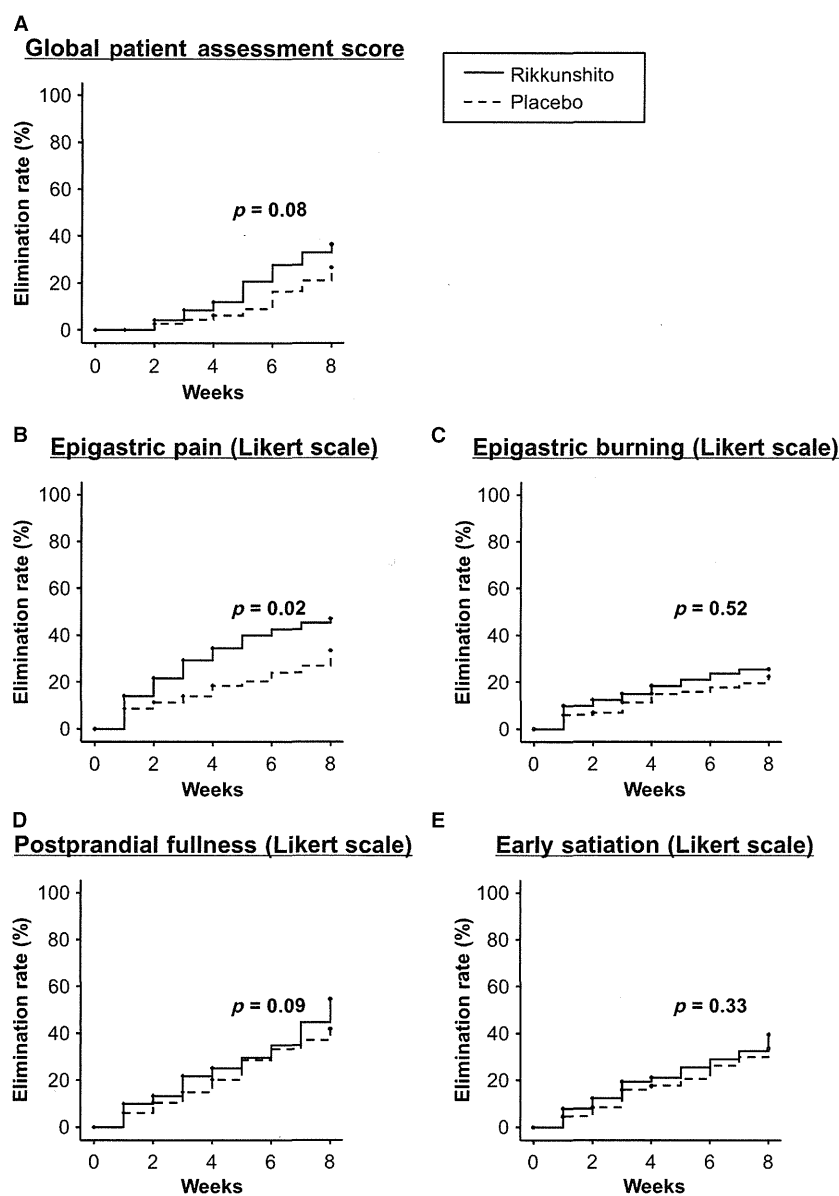 A
Global patient assessment score
Rikkunshito
Placebo
Elimination rate (%)
100
80
60
40
20
0
p = 0.08
0 2 4 6 8
Weeks
B
Epigastric pain (Likert scale)
Elimination rate (%)
100
80
60
40
20
0
p = 0.02
0 2 4 6 8
Weeks
C
Epigastric burning (Likert scale)
Elimination rate (%)
100
80
60
40
20
0
p = 0.52
0 2 4 6 8
Weeks
D
Postprandial fullness (Likert scale)
Elimination rate (%)
100
80
60
40
20
0
p = 0.09
0 2 4 6 8
Weeks
E
Early satiation (Likert scale)
Elimination rate (%)
100
80
60
40
20
0
p = 0.33
0 2 4 6 8
Weeks